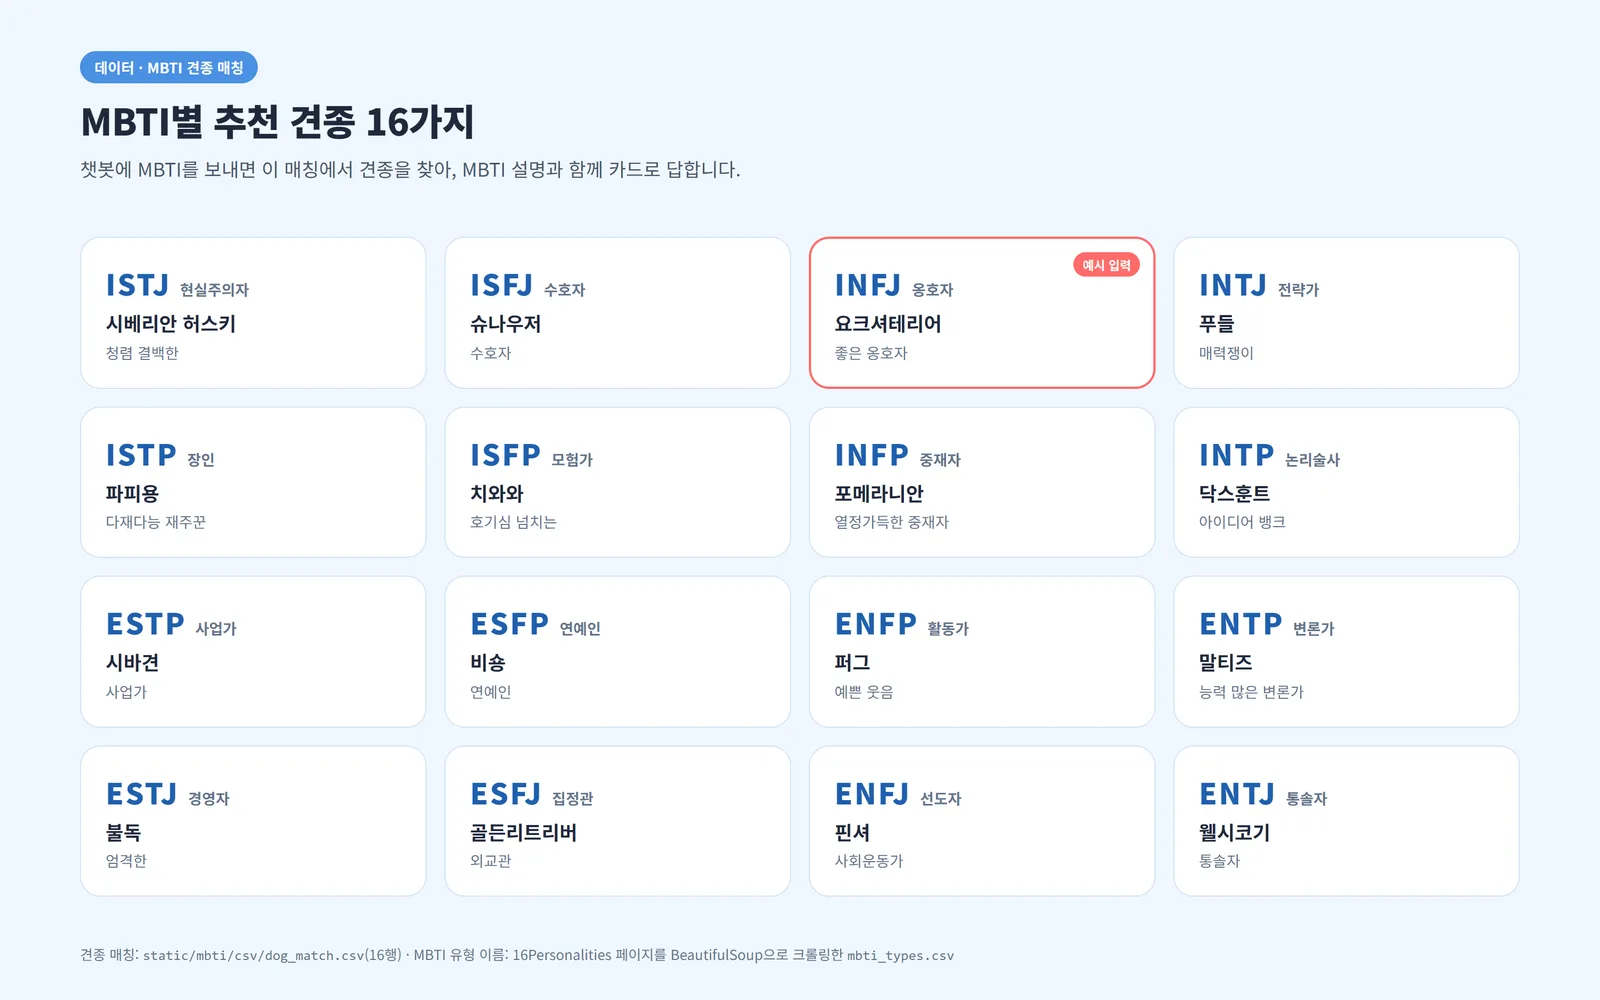 데이터 · MBTI 견종 매칭
MBTI별 추천 견종 16가지
챗봇에 MBTI를 보내면 이 매칭에서 견종을 찾아, MBTI 설명과 함께 카드로 답합니다.
ISTJ 현실주의자
시베리안 허스키
청렴 결백한
ISFJ 수호자
슈나우저
수호자
예시 입력
INFJ 옹호자
요크셔테리어
좋은 옹호자
INTJ 전략가
푸들
매력쟁이
ISTP 장인
파피용
다재다능 재주꾼
ISFP 모험가
치와와
호기심 넘치는
INFP 중재자
포메라니안
열정가득한 중재자
INTP 논리술사
닥스훈트
아이디어 뱅크
ESTP 사업가
시바견
사업가
ESFP 연예인
비숑
연예인
ENFP 활동가
퍼그
예쁜 웃음
ENTP 변론가
말티즈
능력 많은 변론가
ESTJ 경영자
불독
엄격한
ESFJ 집정관
골든리트리버
외교관
ENFJ 선도자
핀셔
사회운동가
ENTJ 통솔자
웰시코기
통솔자
견종 매칭: static/mbti/csv/dog_match.csv(16행) · MBTI 유형 이름: 16Personalities 페이지를 BeautifulSoup으로 크롤링한 mbti_types.csv